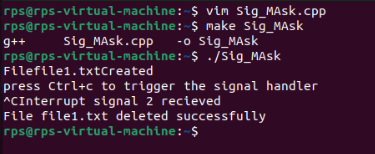 rps@rps-virtual-machine:~$ vim Sig_MAsk.cpp
rps@rps-virtual-machine:~$ make Sig_MAsk
g++     Sig_MAsk.cpp   -o Sig_MAsk
rps@rps-virtual-machine:~$ ./Sig_MAsk
Filefile1.txtCreated
press Ctrl+c to trigger the signal handler
^CInterrupt signal 2 recieved
File file1.txt deleted successfully
rps@rps-virtual-machine:~$